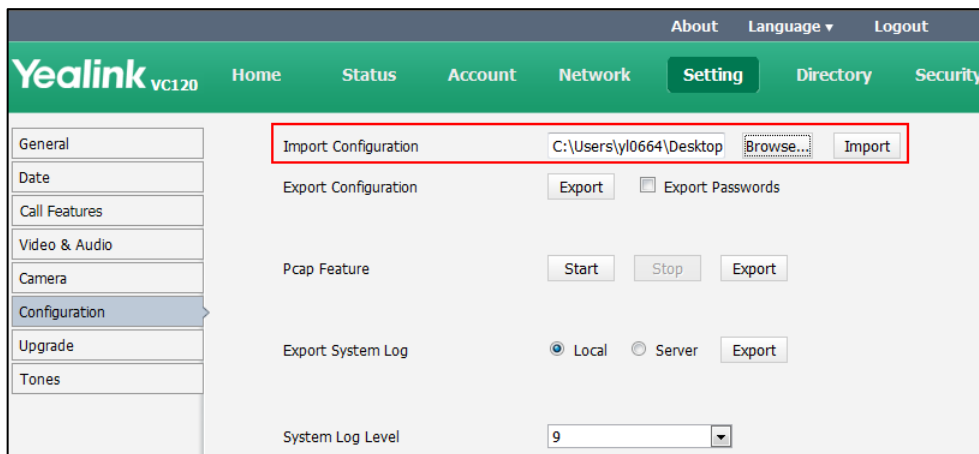 About Language ▾ Logout
Yealink VC120 Home Status Account Network Setting Directory Security
General
Date
Call Features
Video & Audio
Camera
Configuration
Upgrade
Tones
Import Configuration C:\Users\yl0664\Desktop Browse... Import
Export Configuration Export Export Passwords
Pcap Feature Start Stop Export
Export System Log Local Server Export
System Log Level 9